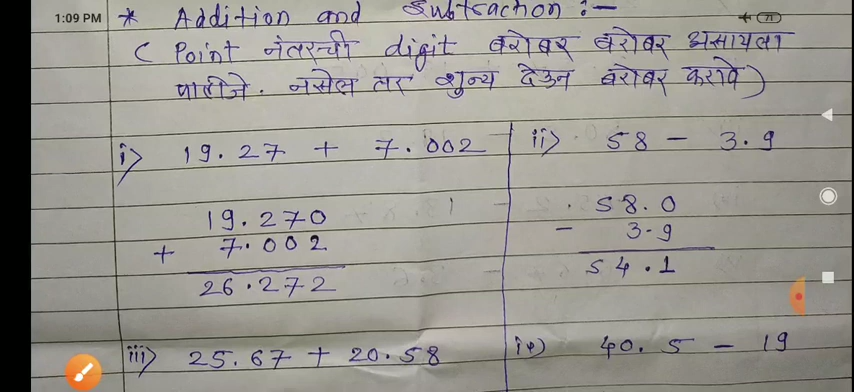 1:09 PM
71
* Addition and Subtraction :-
( Point नंतरची digit बरोबर बरोबर असायला
पाहीजे. नसेल तर शुन्य देउन बरोबर करावे)
i> 19.27 + 7.002
19.270
+ 7.002
26.272
ii> 58 - 3.9
58.0
- 3.9
54.1
iii> 25.67 + 20.58
iv) 40.5 - 19